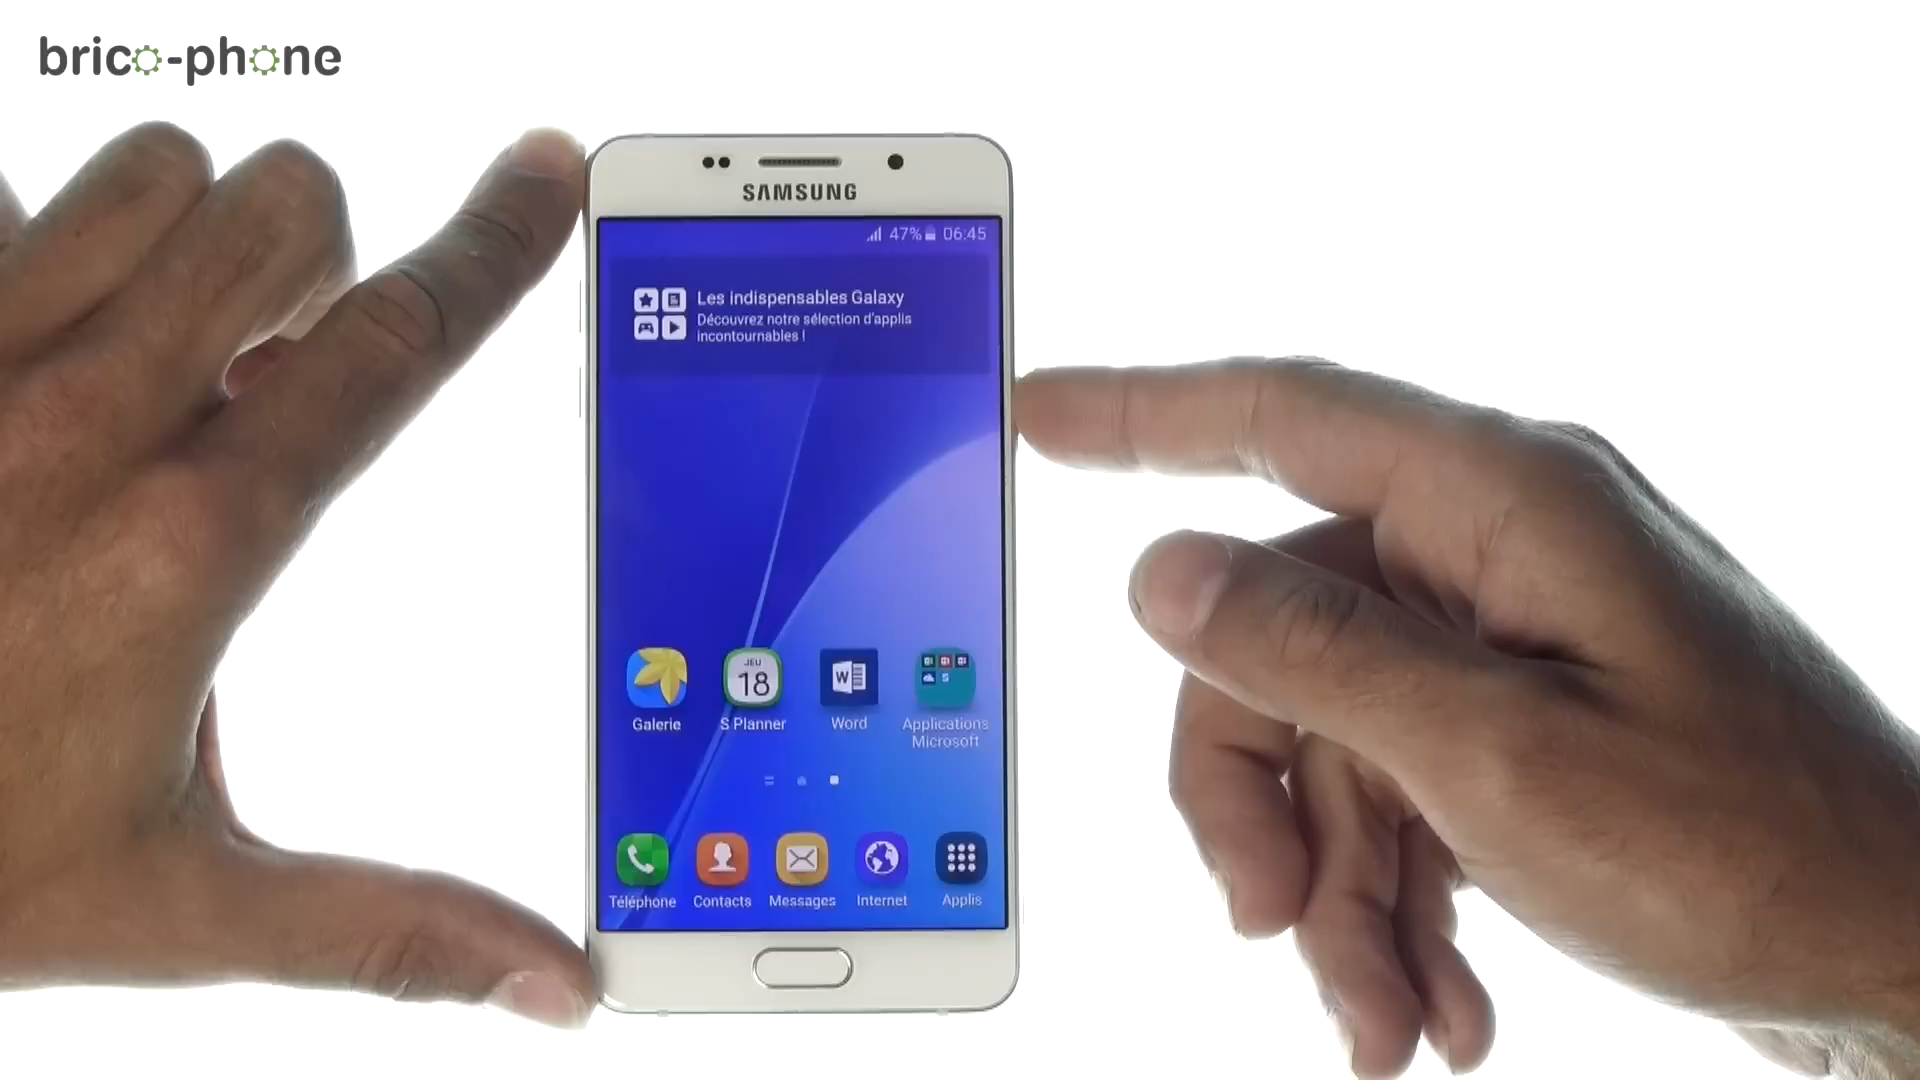 brico-phone
SAMSUNG
47% 06:45
Les indispensables Galaxy
Découvrez notre sélection d'applis
incontournables !
JEU
18
W
Galerie
S Planner
Word
Applications
Microsoft
Téléphone
Contacts
Messages
Internet
Applis